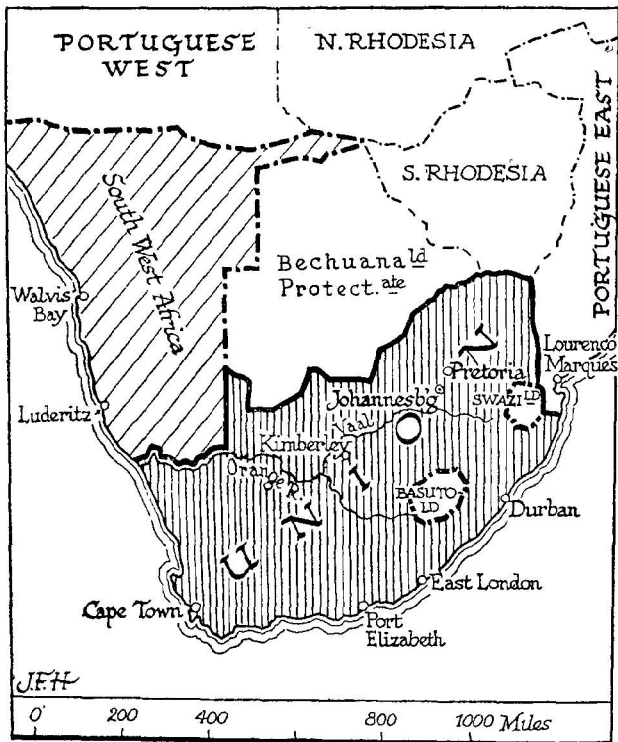 PORTUGUESE
WEST
N. RHODESIA
PORTUGUESE EAST
S. RHODESIA
South West Africa
Bechuana ld
Protect. ate
Walvis
Bay
Luderitz
Lourenco
Marques
Pretoria
Johannesb'g
SWAZI LD
Vaal
Kimberley
Orange R.
BASUTO-
LD
UNION
Durban
East London
Port
Elizabeth
Cape Town
J.F.H
0 200 400 800 1000 Miles